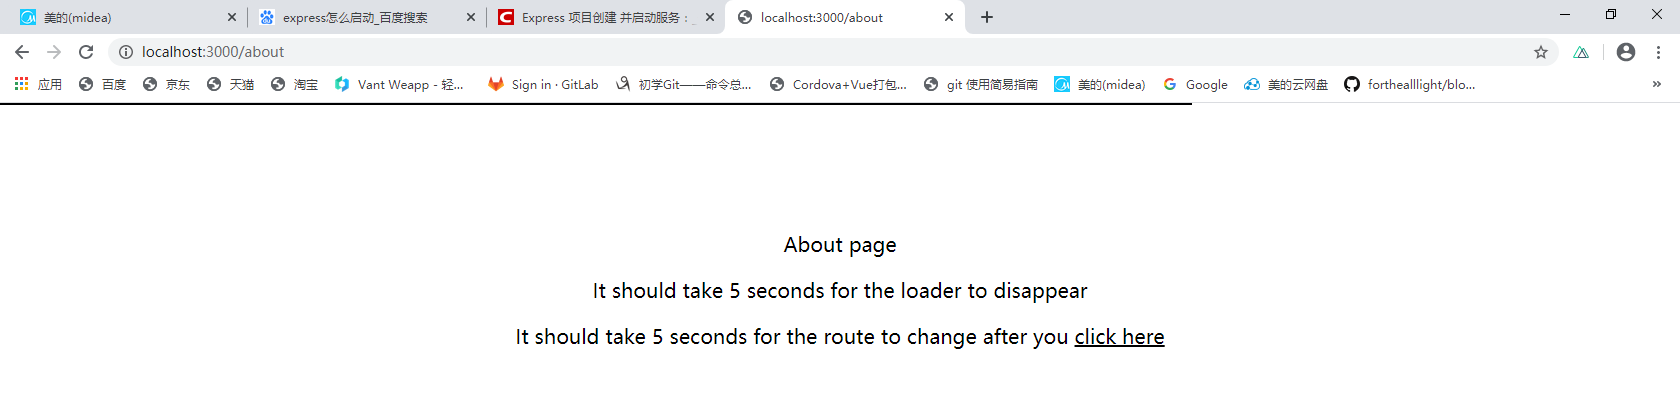 美的(midea)
express怎么启动_百度搜索
Express 项目创建 并启动服务：_
localhost:3000/about
localhost:3000/about
应用 百度 京东 天猫 淘宝 Vant Weapp - 轻... Sign in · GitLab 初学Git——命令总... Cordova+Vue打包... git 使用简易指南 美的(midea) Google 美的云网盘 forthealllight/blo... »
About page
It should take 5 seconds for the loader to disappear
It should take 5 seconds for the route to change after you click here